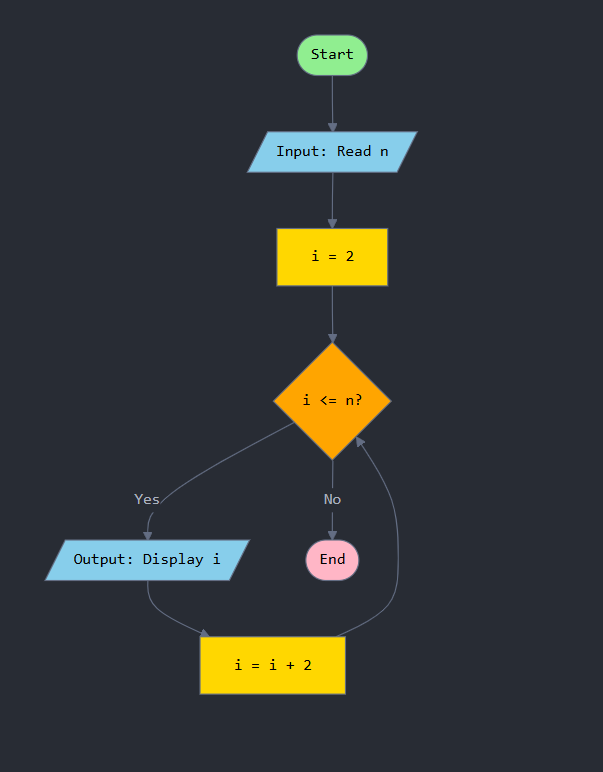 Start
Input: Read n
i = 2
i <= n?
Yes
No
Output: Display i
End
i = i + 2